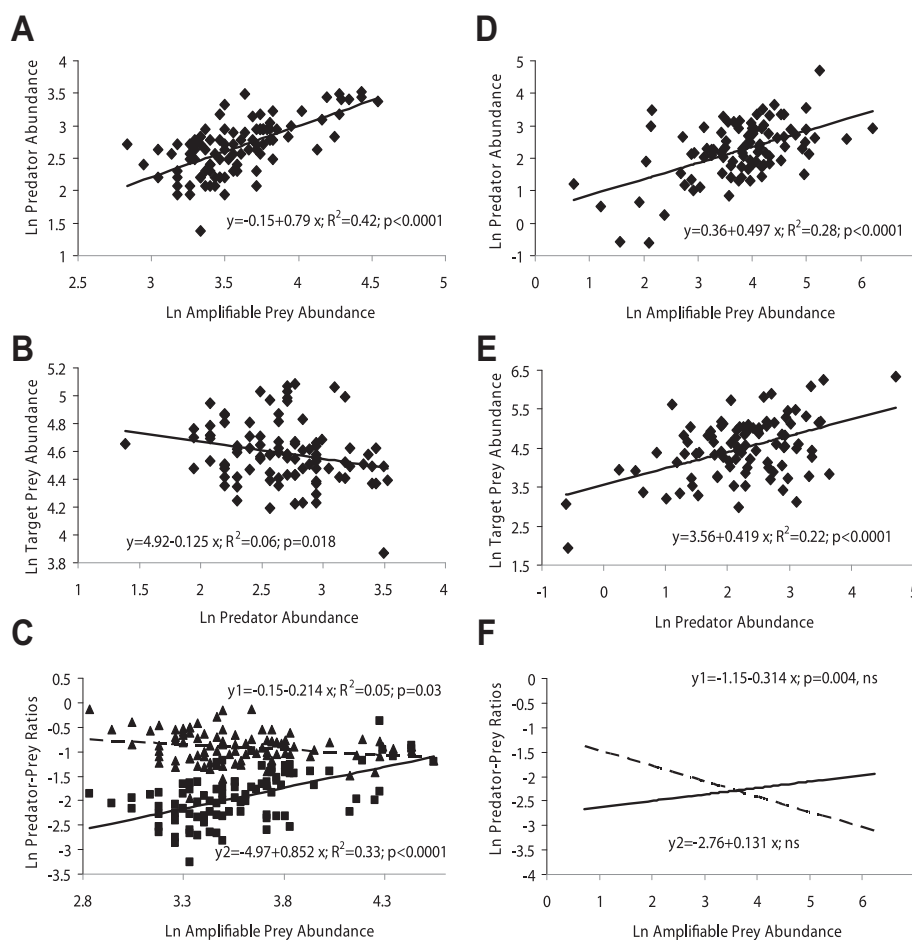 A
Ln Predator Abundance
4
3.5
3
2.5
2
1.5
1
y=-0.15+0.79 x; R²=0.42; p<0.0001
2.5 3 3.5 4 4.5 5
Ln Amplifiable Prey Abundance
D
Ln Predator Abundance
5
4
3
2
1
0
-1
y=0.36+0.497 x; R²=0.28; p<0.0001
0 1 2 3 4 5 6 7
Ln Amplifiable Prey Abundance
B
Ln Target Prey Abundance
5.2
5
4.8
4.6
4.4
4.2
4
3.8
y=4.92-0.125 x; R²=0.06; p=0.018
1 1.5 2 2.5 3 3.5 4
Ln Predator Abundance
E
Ln Target Prey Abundance
6.5
5.5
4.5
3.5
2.5
1.5
y=3.56+0.419 x; R²=0.22; p<0.0001
-1 0 1 2 3 4 5
Ln Predator Abundance
C
Ln Predator-Prey Ratios
0.5
0
-0.5
-1
-1.5
-2
-2.5
-3
-3.5
y1=-0.15-0.214 x; R²=0.05; p=0.03
y2=-4.97+0.852 x; R²=0.33; p<0.0001
2.8 3.3 3.8 4.3
Ln Amplifiable Prey Abundance
F
Ln Predator-Prey Ratios
1
0.5
0
-0.5
-1
-1.5
-2
-2.5
-3
-3.5
-4
y1=-1.15-0.314 x; p=0.004, ns
y2=-2.76+0.131 x; ns
0 1 2 3 4 5 6
Ln Amplifiable Prey Abundance